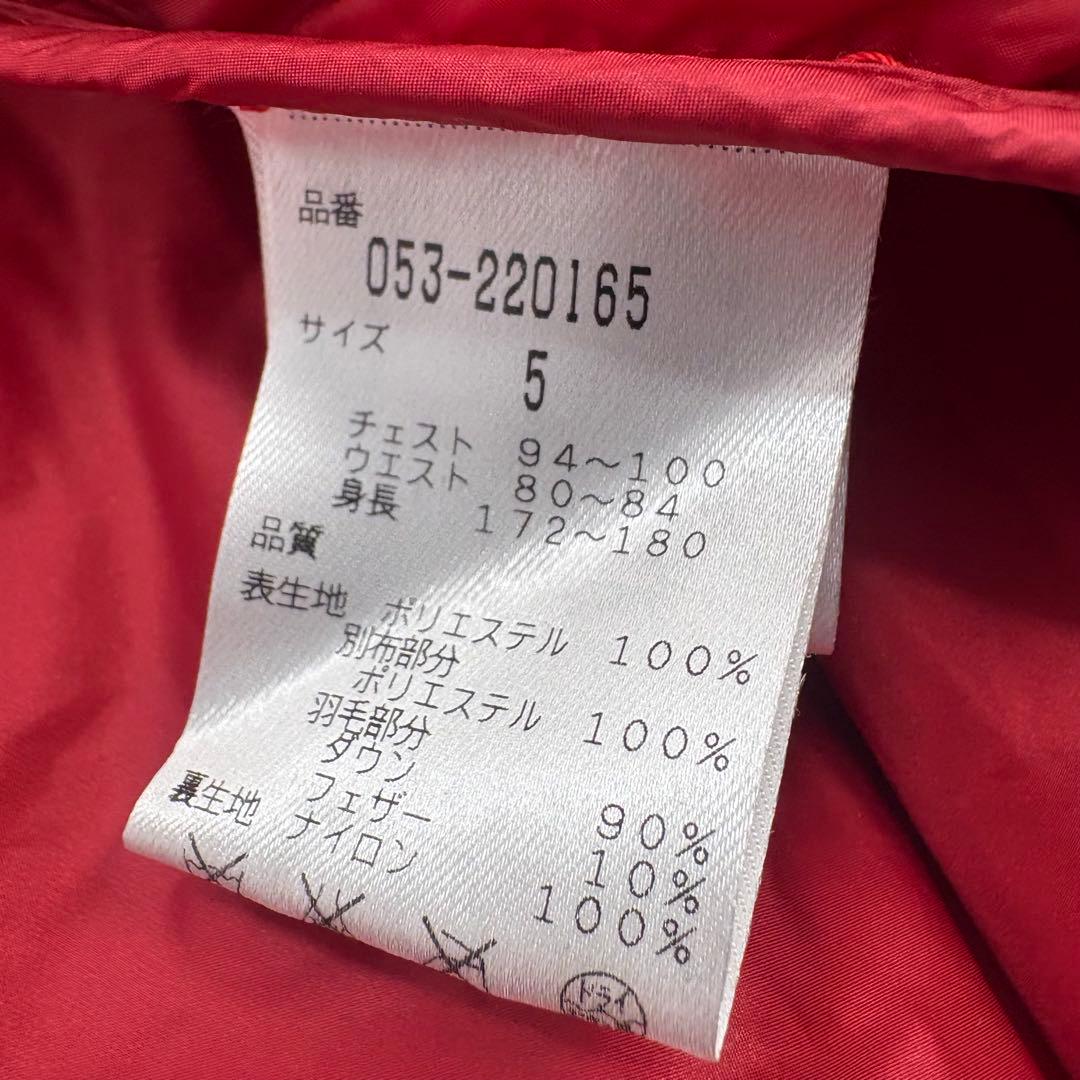 品番
053-220165
サイズ
5
チェスト 94～100
ウエスト 80～84
身長 172～180
品質
表生地 ポリエステル 100%
別布部分
ポリエステル 100%
羽毛部分
ダウン 90%
フェザー 10%
裏生地 ナイロン 100%
ドライ